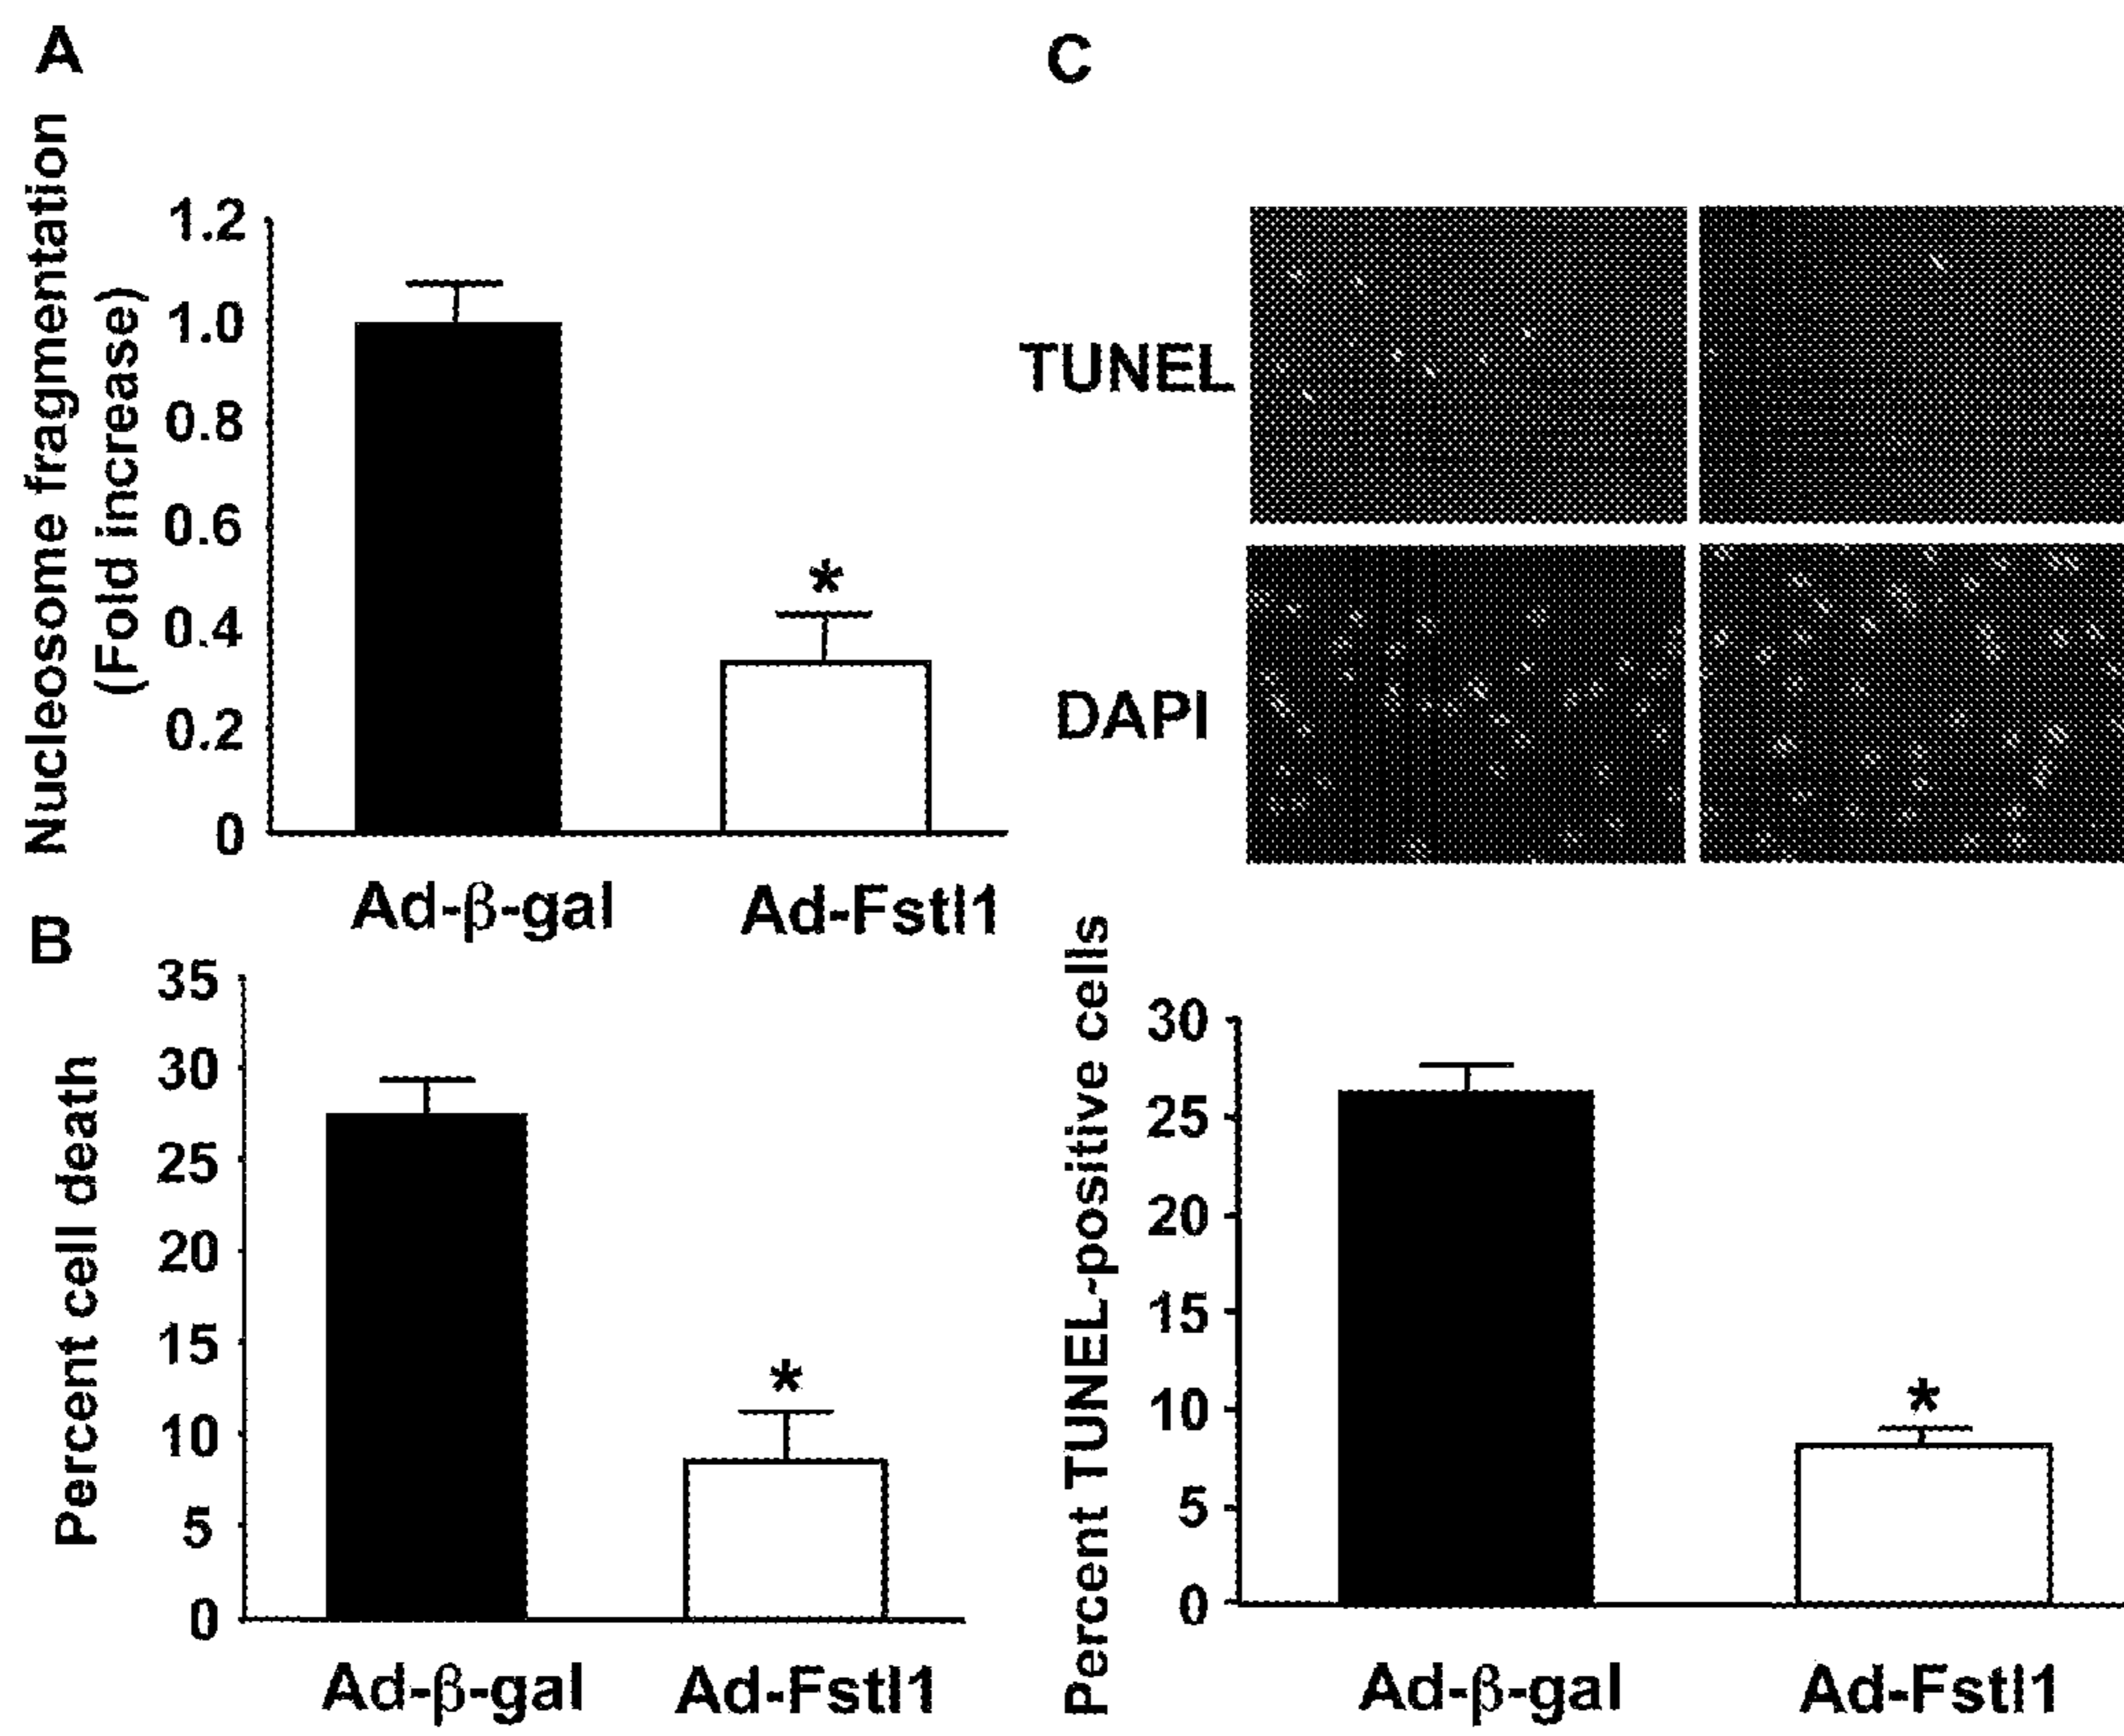 A
Nucleosome fragmentation
(Fold increase)
1.2
1.0
0.8
0.6
0.4
0.2
0
*
Ad-β-gal
Ad-Fstl1
B
Percent cell death
35
30
25
20
15
10
5
0
*
Ad-β-gal
Ad-Fstl1
C
TUNEL
DAPI
Percent TUNEL-positive cells
30
25
20
15
10
5
0
*
Ad-β-gal
Ad-Fstl1